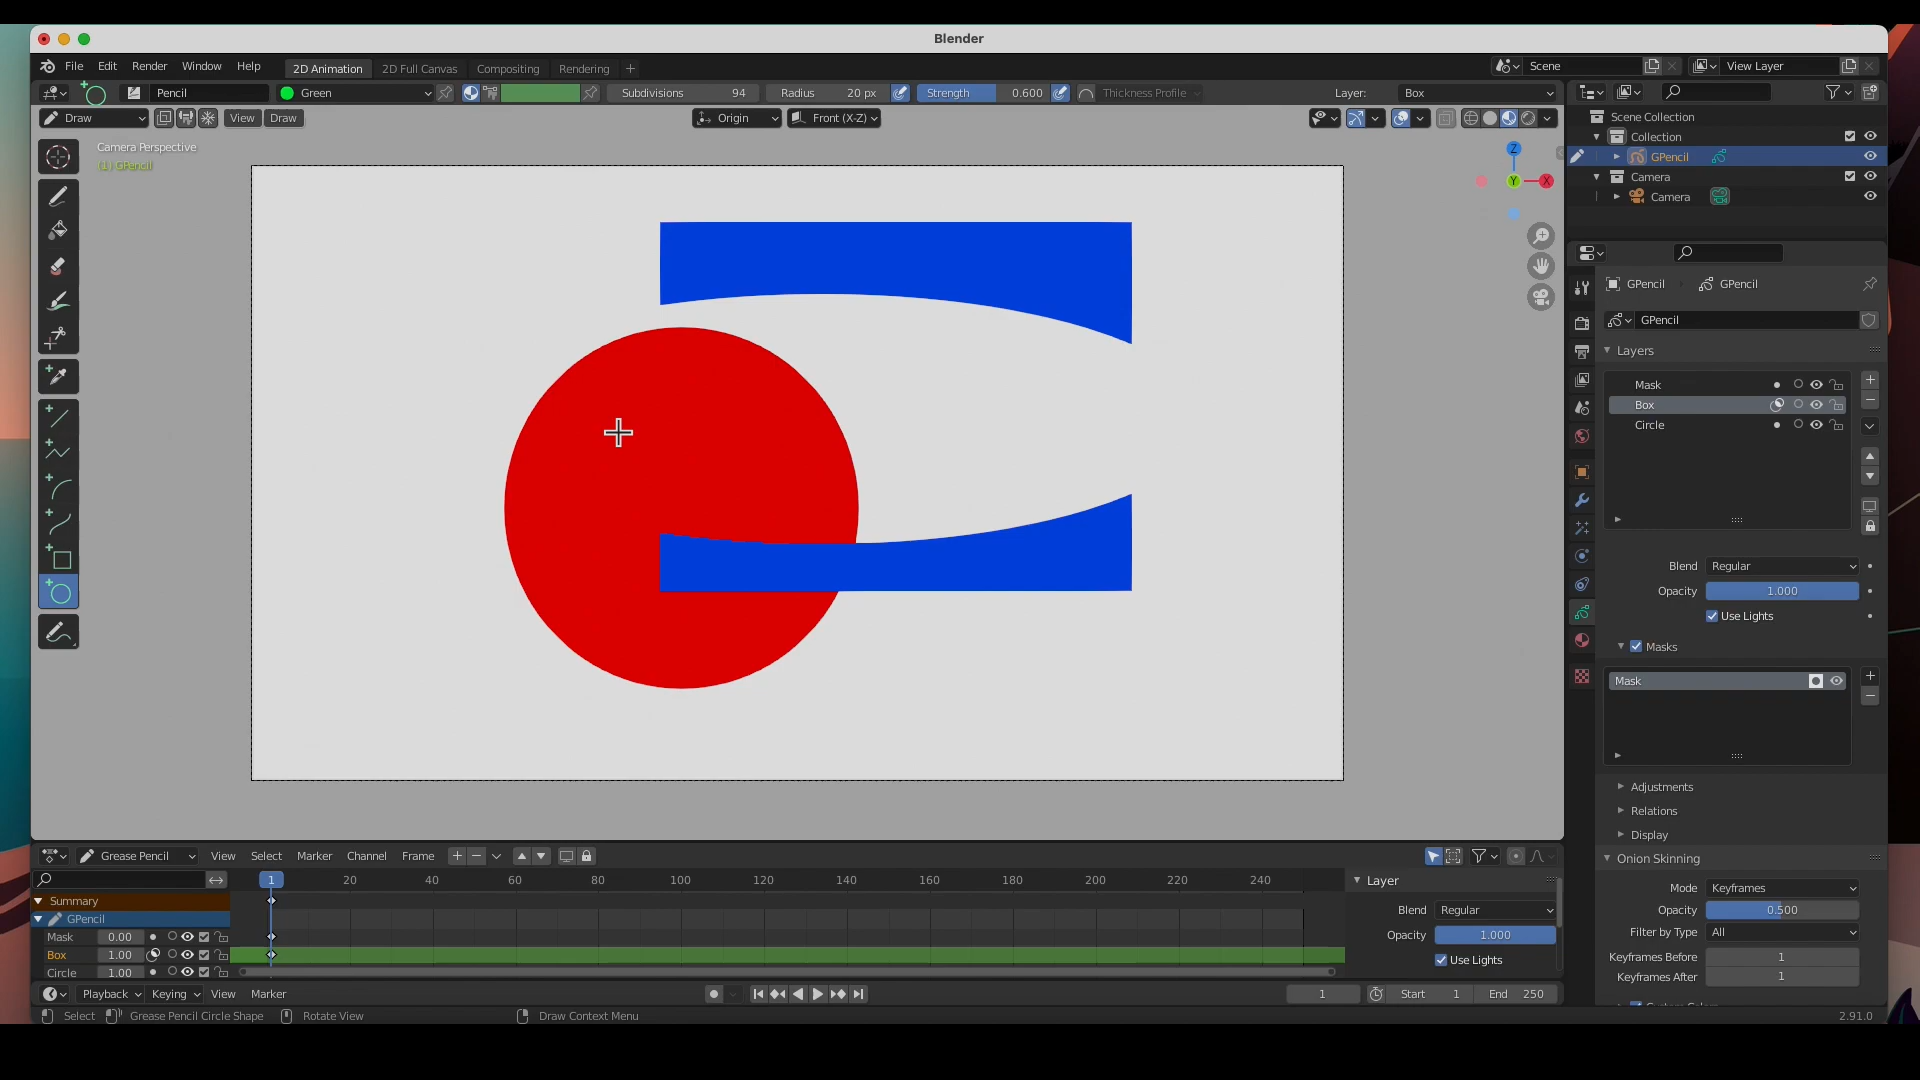 Blender
File Edit Render Window Help 2D Animation 2D Full Canvas Compositing Rendering + Scene View Layer
Pencil Green Subdivisions 94 Radius 20 px Strength 0.600 Thickness Profile Layer: Box
Draw View Draw Origin Front (X-Z)
Scene Collection
Collection
GPencil
Camera
Camera
Camera Perspective
(1) GPencil
Z
Y X
GPencil GPencil
GPencil
Layers
Mask
Box
Circle
Blend Regular
Opacity 1.000
Use Lights
Masks
Mask
Adjustments
Relations
Display
Onion Skinning
Mode Keyframes
Opacity 0.500
Filter by Type All
Keyframes Before 1
Keyframes After 1
Grease Pencil View Select Marker Channel Frame
1 20 40 60 80 100 120 140 160 180 200 220 240
Summary
GPencil
Mask 0.00
Box 1.00
Circle 1.00
Layer
Blend Regular
Opacity 1.000
Use Lights
Playback Keying View Marker 1 Start 1 End 250
Select Grease Pencil Circle Shape Rotate View Draw Context Menu 2.91.0